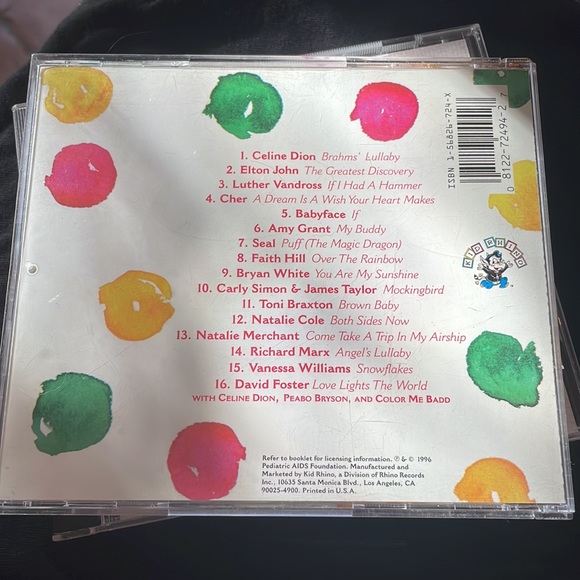 ISBN 1-56826-724-X
0 8122-72494-2 7
1. Celine Dion Brahms' Lullaby
2. Elton John The Greatest Discovery
3. Luther Vandross If I Had A Hammer
4. Cher A Dream Is A Wish Your Heart Makes
5. Babyface If
6. Amy Grant My Buddy
7. Seal Puff (The Magic Dragon)
8. Faith Hill Over The Rainbow
9. Bryan White You Are My Sunshine
10. Carly Simon & James Taylor Mockingbird
11. Toni Braxton Brown Baby
12. Natalie Cole Both Sides Now
13. Natalie Merchant Come Take A Trip In My Airship
14. Richard Marx Angel's Lullaby
15. Vanessa Williams Snowflakes
16. David Foster Love Lights The World
with Celine Dion, Peabo Bryson, and Color Me Badd
KID RHINO
Refer to booklet for licensing information. ℗ & © 1996
Pediatric AIDS Foundation. Manufactured and
Marketed by Kid Rhino, a Division of Rhino Records
Inc., 10635 Santa Monica Blvd., Los Angeles, CA
90025-4900. Printed in U.S.A.